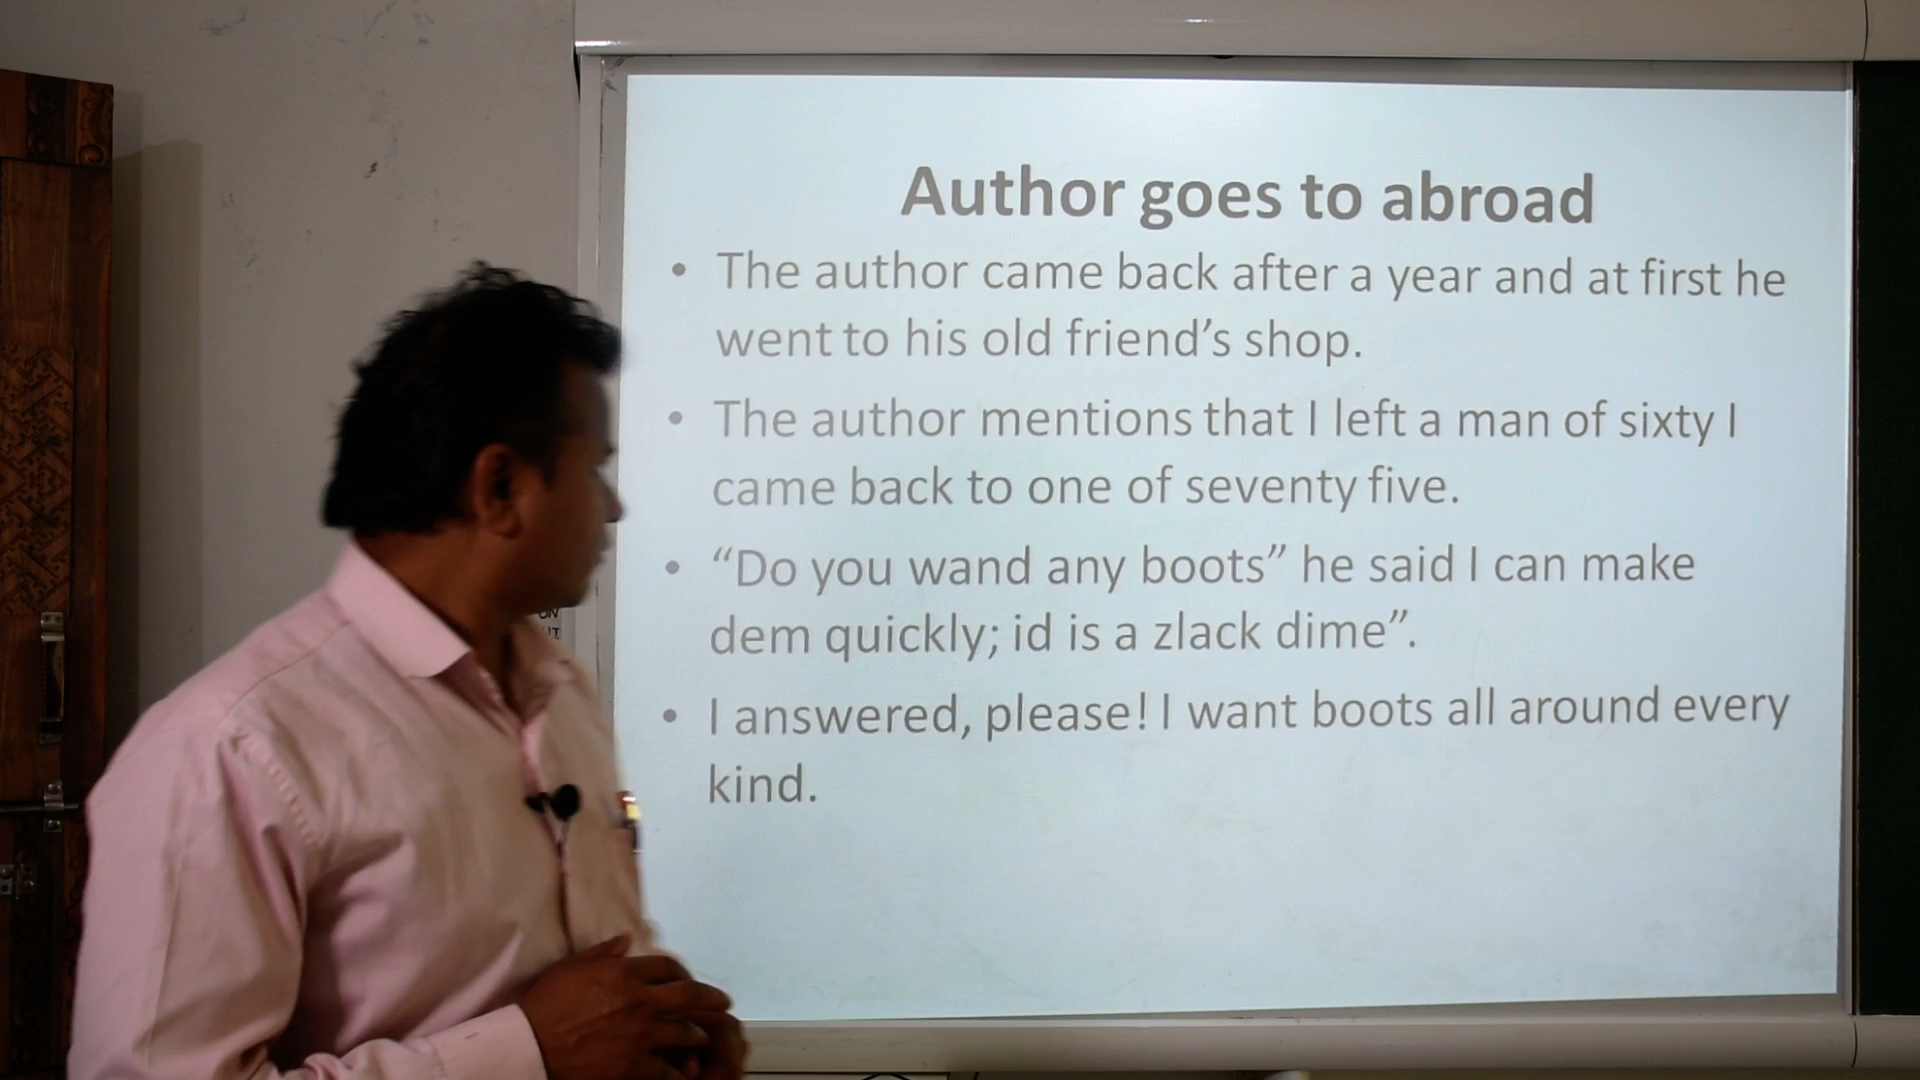 Author goes to abroad
• The author came back after a year and at first he
went to his old friend’s shop.
• The author mentions that I left a man of sixty I
came back to one of seventy five.
• “Do you wand any boots” he said I can make
dem quickly; id is a zlack dime”.
• I answered, please! I want boots all around every
kind.